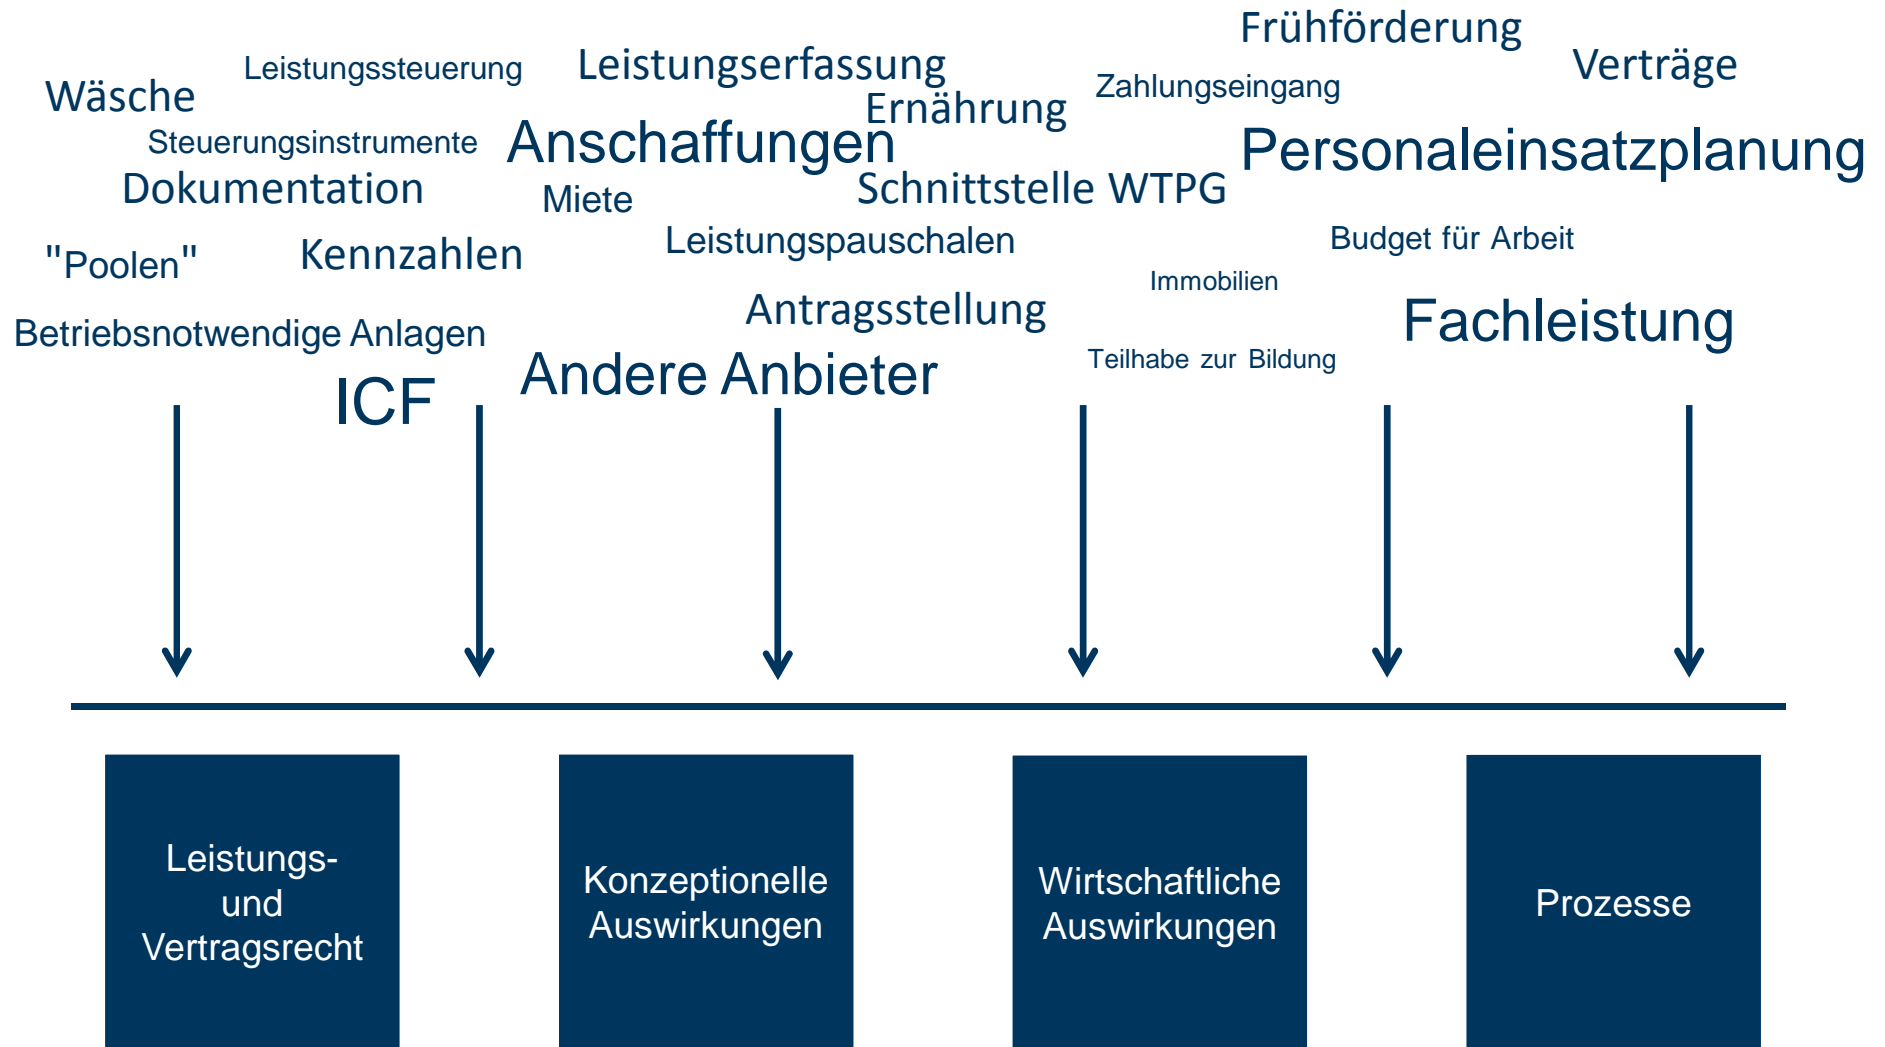 Frühförderung
Leistungssteuerung
Leistungserfassung
Verträge
Wäsche
Zahlungseingang
Ernährung
Steuerungsinstrumente
Anschaffungen
Personaleinsatzplanung
Dokumentation
Miete
Schnittstelle WTPG
"Poolen"
Kennzahlen
Leistungspauschalen
Budget für Arbeit
Immobilien
Betriebsnotwendige Anlagen
Antragsstellung
Fachleistung
ICF
Andere Anbieter
Teilhabe zur Bildung
Leistungs-
und
Vertragsrecht
Konzeptionelle
Auswirkungen
Wirtschaftliche
Auswirkungen
Prozesse